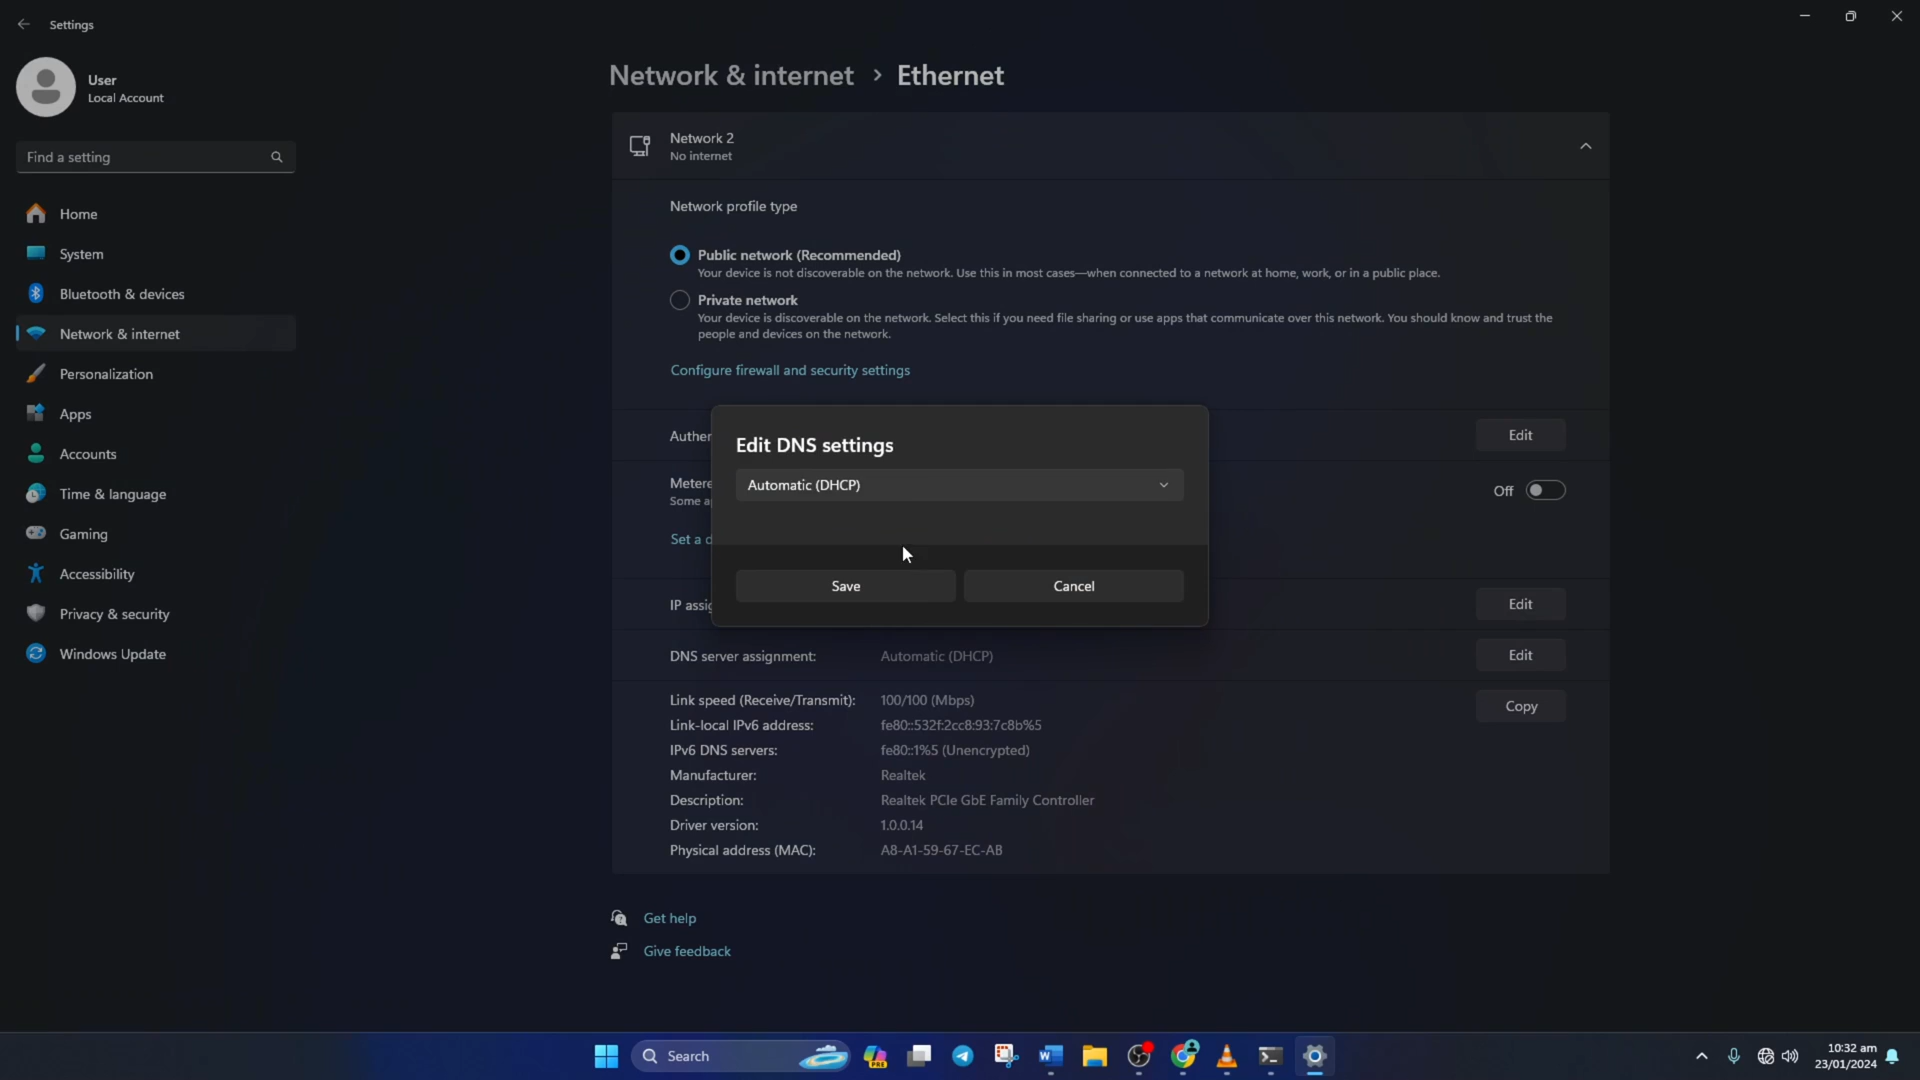 Settings
User
Local Account
Find a setting
Home
System
Bluetooth & devices
Network & internet
Personalization
Apps
Accounts
Time & language
Gaming
Accessibility
Privacy & security
Windows Update
Network & internet > Ethernet
Network 2
No internet
Network profile type
Public network (Recommended)
Your device is not discoverable on the network. Use this in most cases—when connected to a network at home, work, or in a public place.
Private network
Your device is discoverable on the network. Select this if you need file sharing or use apps that communicate over this network. You should know and trust the
people and devices on the network.
Configure firewall and security settings
Auther
Edit
Metere
Some a
Off
Set a d
Edit DNS settings
Automatic (DHCP)
Save
Cancel
IP assig
Edit
DNS server assignment: Automatic (DHCP)
Edit
Link speed (Receive/Transmit): 100/100 (Mbps)
Copy
Link-local IPv6 address: fe80::532f:2cc8:93:7c8b%5
IPv6 DNS servers: fe80::1%5 (Unencrypted)
Manufacturer: Realtek
Description: Realtek PCIe GbE Family Controller
Driver version: 1.0.0.14
Physical address (MAC): A8-A1-59-67-EC-AB
Get help
Give feedback
Search
PRE
10:32 am
23/01/2024